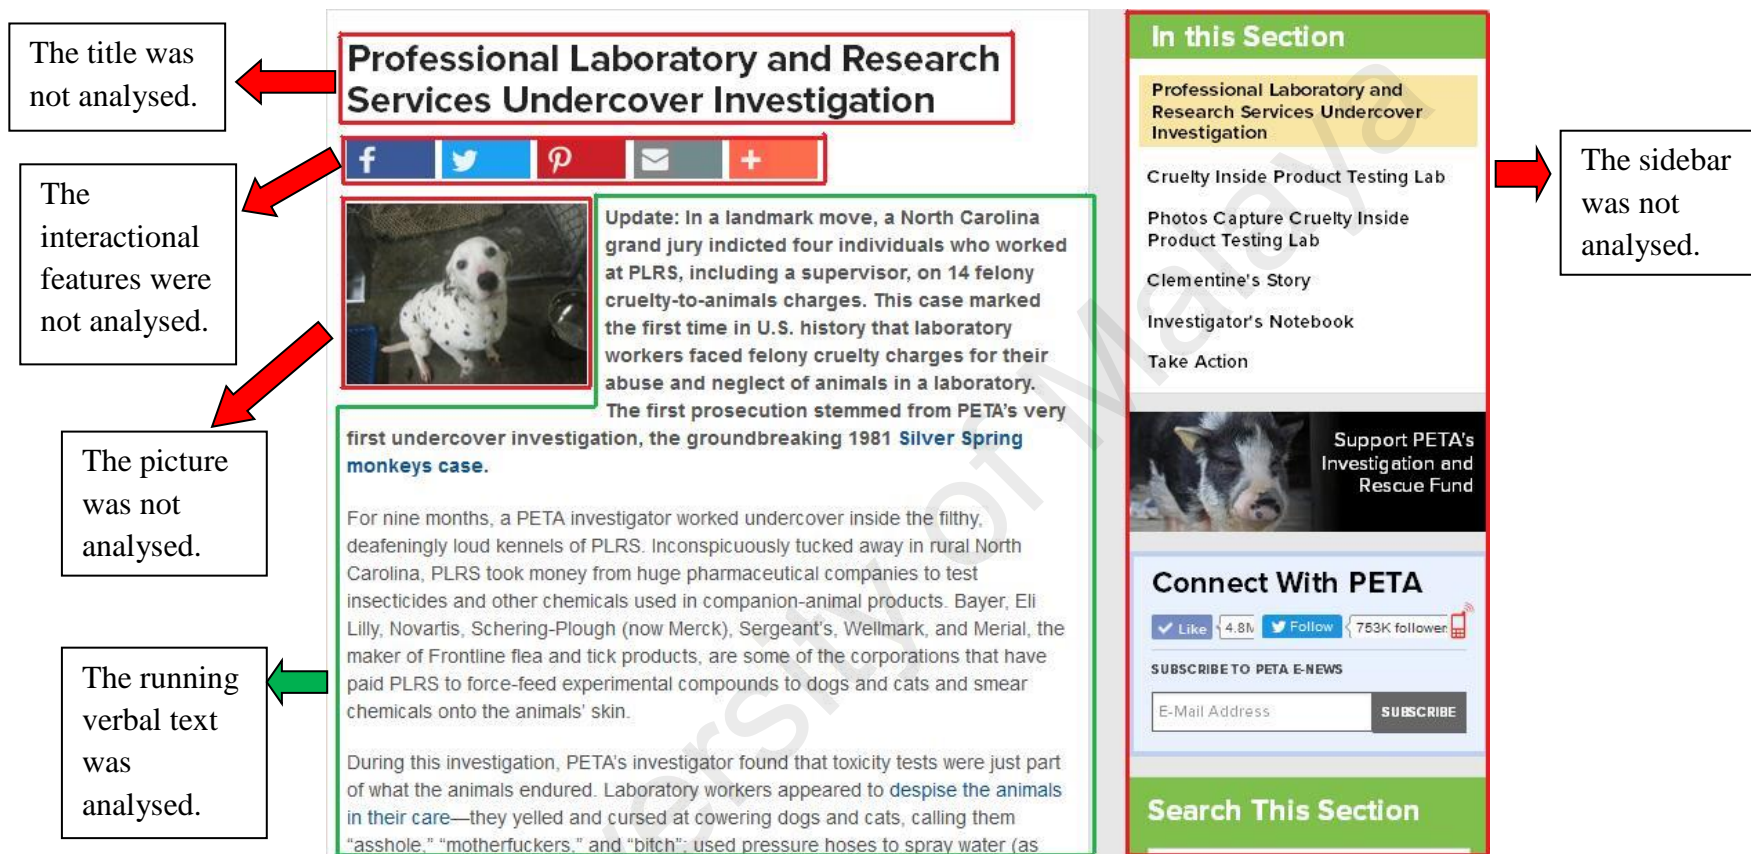 The title was
not analysed.
The
interactional
features were
not analysed.
The picture
was not
analysed.
The running
verbal text
was
analysed.
Professional Laboratory and Research
Services Undercover Investigation
Update: In a landmark move, a North Carolina
grand jury indicted four individuals who worked
at PLRS, including a supervisor, on 14 felony
cruelty-to-animals charges. This case marked
the first time in U.S. history that laboratory
workers faced felony cruelty charges for their
abuse and neglect of animals in a laboratory.
The first prosecution stemmed from PETA's very
first undercover investigation, the groundbreaking 1981 Silver Spring
monkeys case.
For nine months, a PETA investigator worked undercover inside the filthy,
deafeningly loud kennels of PLRS. Inconspicuously tucked away in rural North
Carolina, PLRS took money from huge pharmaceutical companies to test
insecticides and other chemicals used in companion-animal products. Bayer, Eli
Lilly, Novartis, Schering-Plough (now Merck), Sergeant's, Wellmark, and Merial, the
maker of Frontline flea and tick products, are some of the corporations that have
paid PLRS to force-feed experimental compounds to dogs and cats and smear
chemicals onto the animals' skin.
During this investigation, PETA's investigator found that toxicity tests were just part
of what the animals endured. Laboratory workers appeared to despise the animals
in their care—they yelled and cursed at cowering dogs and cats, calling them
"asshole," "motherfuckers," and "bitch"; used pressure hoses to spray water (as
In this Section
Professional Laboratory and
Research Services Undercover
Investigation
Cruelty Inside Product Testing Lab
Photos Capture Cruelty Inside
Product Testing Lab
Clementine's Story
Investigator's Notebook
Take Action
Support PETA's
Investigation and
Rescue Fund
Connect With PETA
Like 4.8M Follow 753K follower
SUBSCRIBE TO PETA E-NEWS
E-Mail Address SUBSCRIBE
Search This Section
The sidebar
was not
analysed.
ersity of Malaya